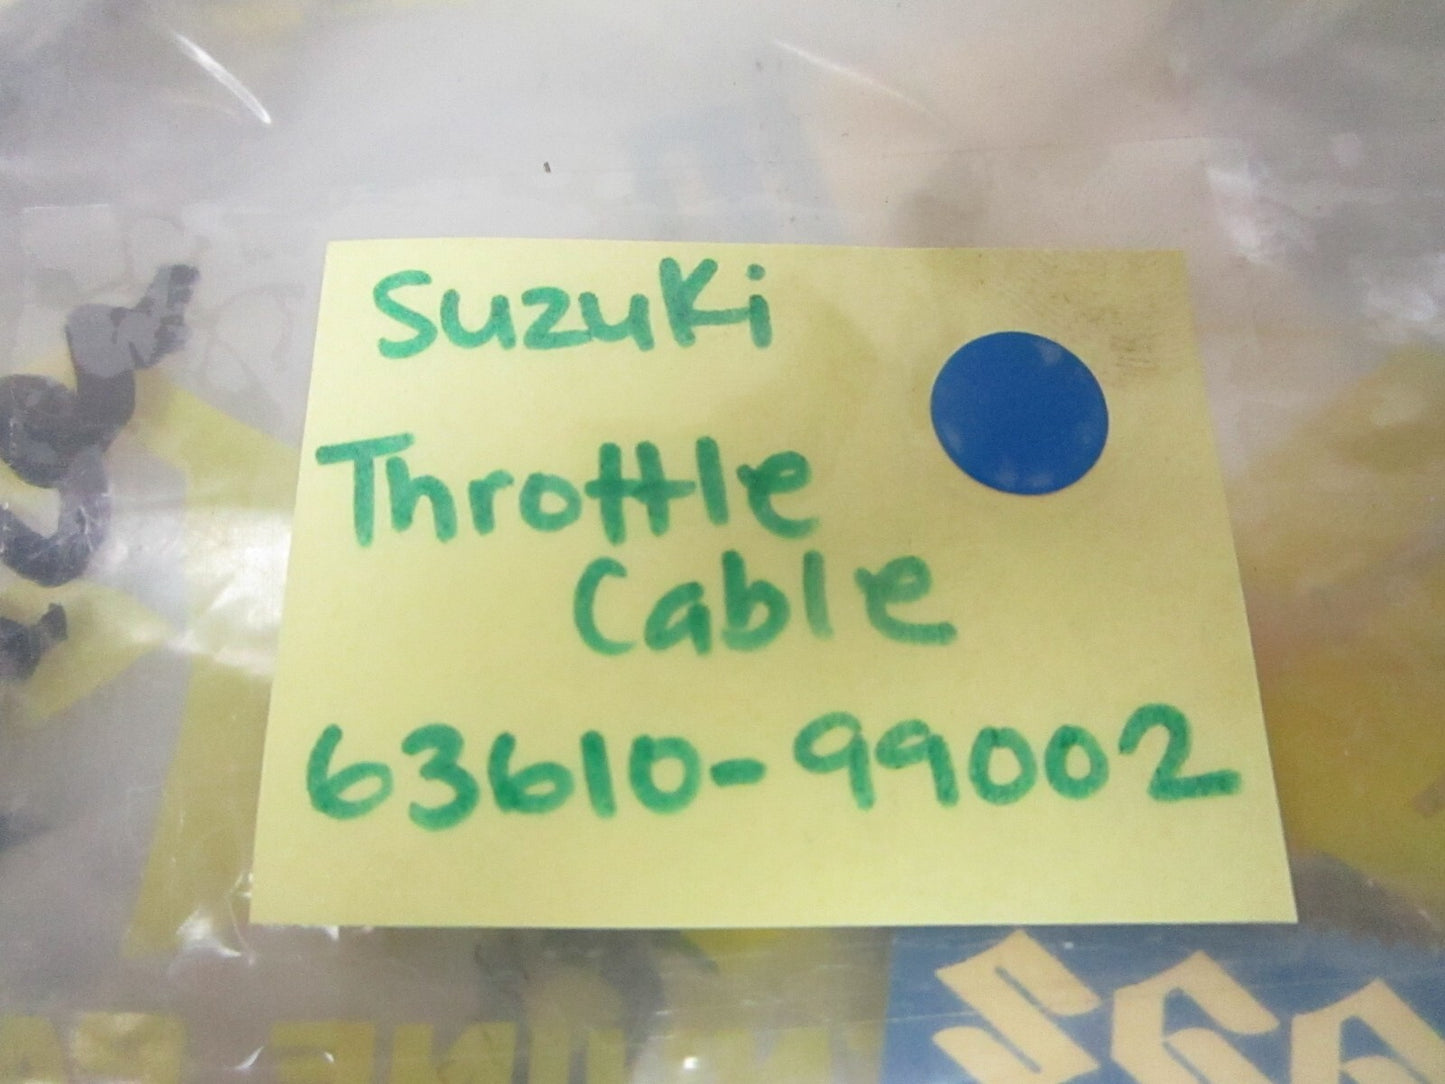 Suzuki
Throttle
Cable
63610-99002